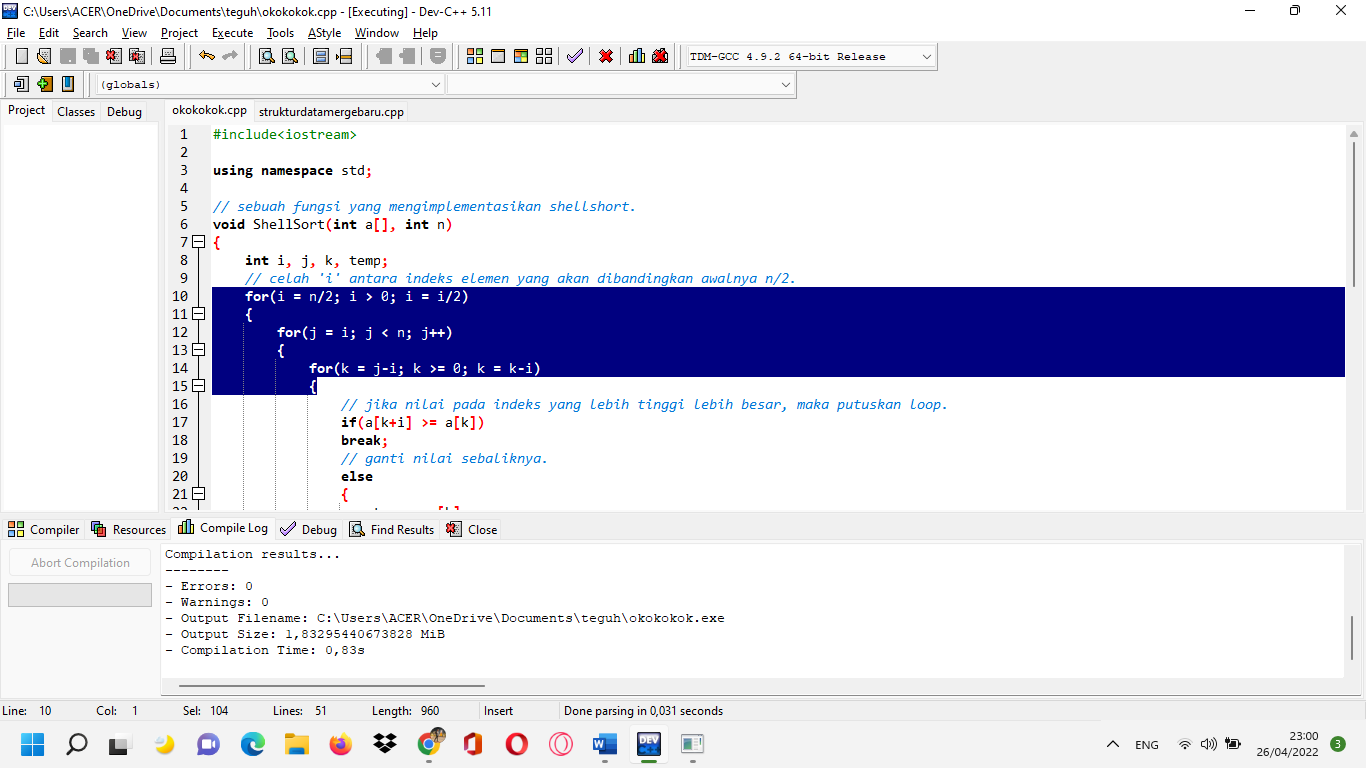 C:\Users\ACER\OneDrive\Documents\teguh\okokokok.cpp - [Executing] - Dev-C++ 5.11
File Edit Search View Project Execute Tools AStyle Window Help
TDM-GCC 4.9.2 64-bit Release
(globals)
Project Classes Debug
okokokok.cpp strukturdatamergebaru.cpp
1 #include<iostream>
2
3 using namespace std;
4
5 // sebuah fungsi yang mengimplementasikan shellshort.
6 void ShellSort(int a[], int n)
7 {
8 int i, j, k, temp;
9 // celah 'i' antara indeks elemen yang akan dibandingkan awalnya n/2.
10 for(i = n/2; i > 0; i = i/2)
11 {
12 for(j = i; j < n; j++)
13 {
14 for(k = j-i; k >= 0; k = k-i)
15 {
16 // jika nilai pada indeks yang lebih tinggi lebih besar, maka putuskan loop.
17 if(a[k+i] >= a[k])
18 break;
19 // ganti nilai sebaliknya.
20 else
21 {
Compiler Resources Compile Log Debug Find Results Close
Abort Compilation
Compilation results...
--------
- Errors: 0
- Warnings: 0
- Output Filename: C:\Users\ACER\OneDrive\Documents\teguh\okokokok.exe
- Output Size: 1,83295440673828 MiB
- Compilation Time: 0,83s
Line: 10 Col: 1 Sel: 104 Lines: 51 Length: 960 Insert Done parsing in 0,031 seconds
ENG
23:00
26/04/2022
3